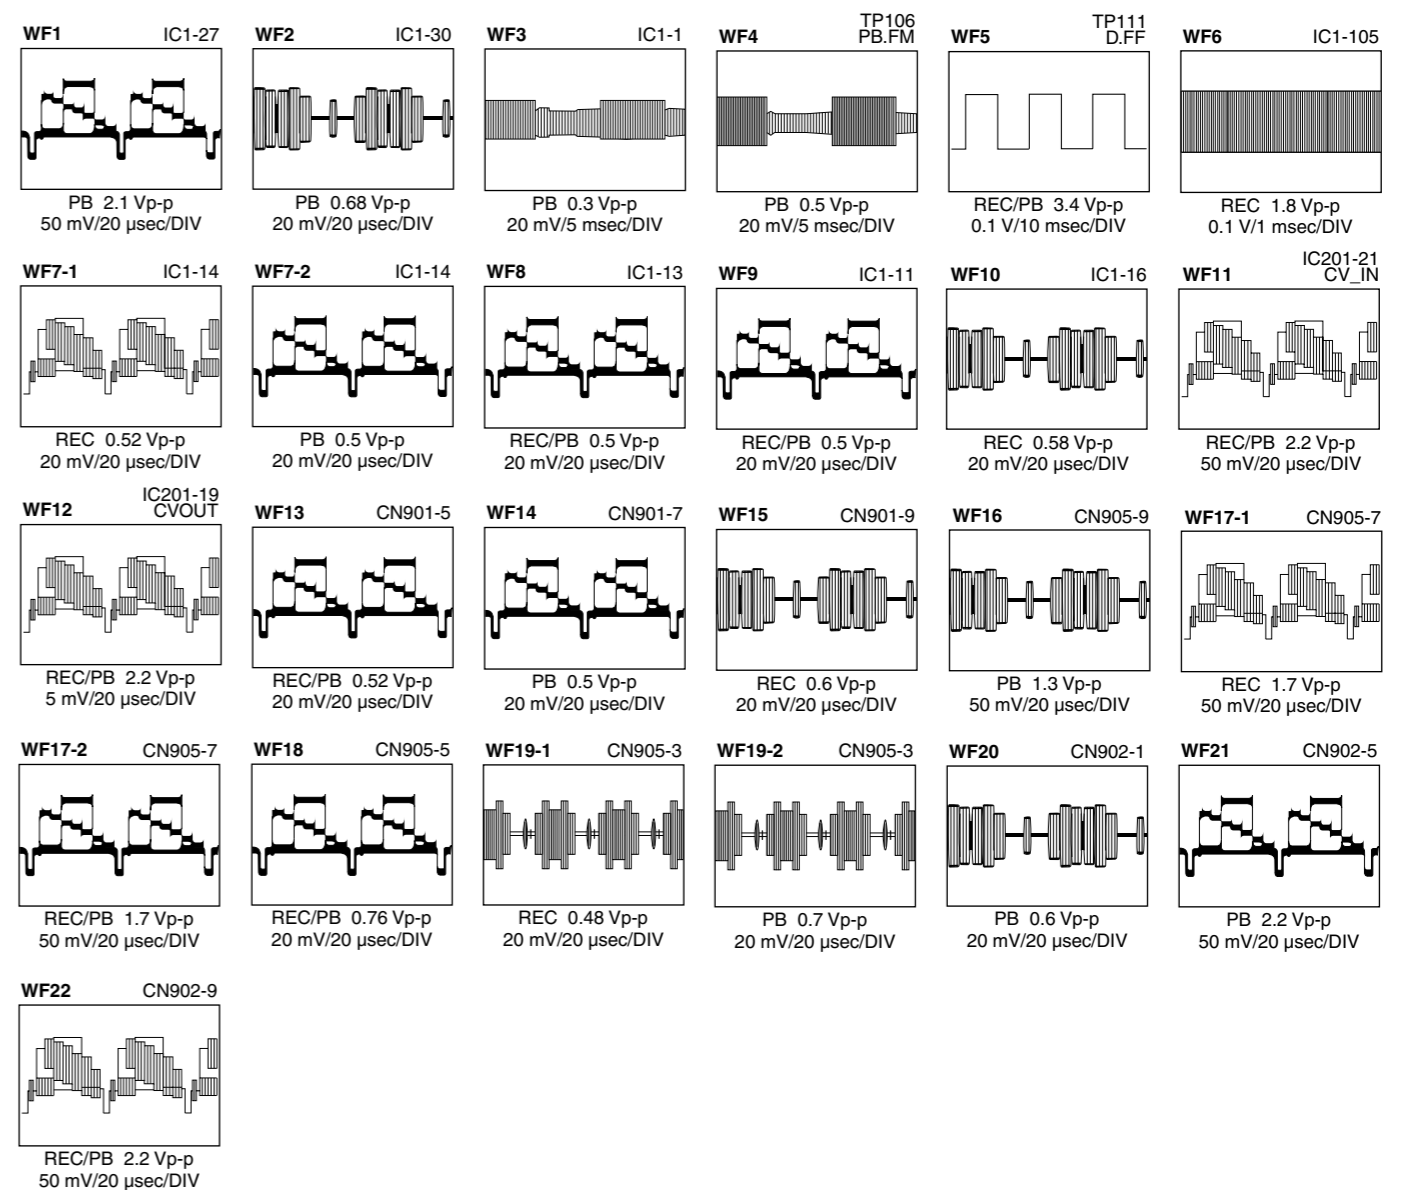 WF1 IC1-27
PB 2.1 Vp-p
50 mV/20 µsec/DIV
WF2 IC1-30
PB 0.68 Vp-p
20 mV/20 µsec/DIV
WF3 IC1-1
PB 0.3 Vp-p
20 mV/5 msec/DIV
TP106
WF4 PB.FM
PB 0.5 Vp-p
20 mV/5 msec/DIV
TP111
WF5 D.FF
REC/PB 3.4 Vp-p
0.1 V/10 msec/DIV
WF6 IC1-105
REC 1.8 Vp-p
0.1 V/1 msec/DIV
WF7-1 IC1-14
REC 0.52 Vp-p
20 mV/20 µsec/DIV
WF7-2 IC1-14
PB 0.5 Vp-p
20 mV/20 µsec/DIV
WF8 IC1-13
REC/PB 0.5 Vp-p
20 mV/20 µsec/DIV
WF9 IC1-11
REC/PB 0.5 Vp-p
20 mV/20 µsec/DIV
WF10 IC1-16
REC 0.58 Vp-p
20 mV/20 µsec/DIV
IC201-21
WF11 CV_IN
REC/PB 2.2 Vp-p
50 mV/20 µsec/DIV
IC201-19
WF12 CVOUT
REC/PB 2.2 Vp-p
5 mV/20 µsec/DIV
WF13 CN901-5
REC/PB 0.52 Vp-p
20 mV/20 µsec/DIV
WF14 CN901-7
PB 0.5 Vp-p
20 mV/20 µsec/DIV
WF15 CN901-9
REC 0.6 Vp-p
20 mV/20 µsec/DIV
WF16 CN905-9
PB 1.3 Vp-p
50 mV/20 µsec/DIV
WF17-1 CN905-7
REC 1.7 Vp-p
50 mV/20 µsec/DIV
WF17-2 CN905-7
REC/PB 1.7 Vp-p
50 mV/20 µsec/DIV
WF18 CN905-5
REC/PB 0.76 Vp-p
20 mV/20 µsec/DIV
WF19-1 CN905-3
REC 0.48 Vp-p
20 mV/20 µsec/DIV
WF19-2 CN905-3
PB 0.7 Vp-p
20 mV/20 µsec/DIV
WF20 CN902-1
PB 0.6 Vp-p
20 mV/20 µsec/DIV
WF21 CN902-5
PB 2.2 Vp-p
50 mV/20 µsec/DIV
WF22 CN902-9
REC/PB 2.2 Vp-p
50 mV/20 µsec/DIV